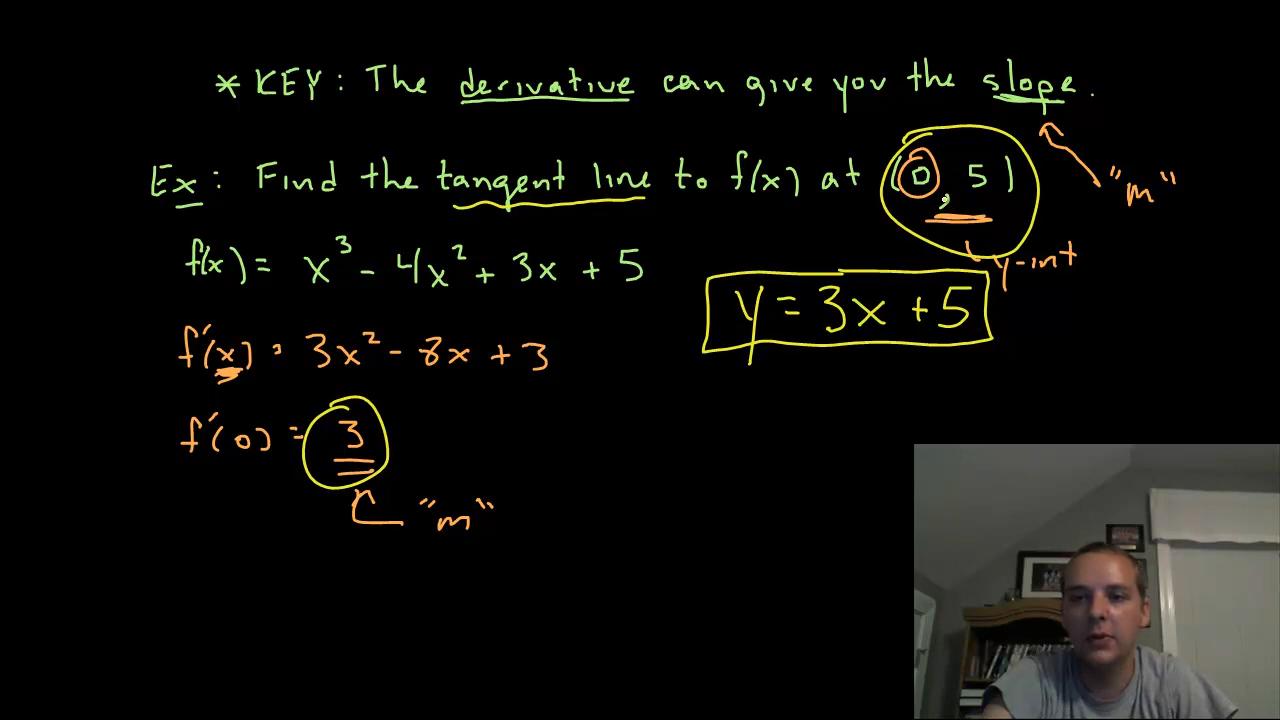 * KEY: The derivative can give you the slope.
"m"
Ex: Find the tangent line to f(x) at (0, 5)
y-int
f(x) = x³ - 4x² + 3x + 5
y = 3x + 5
f'(x) = 3x² - 8x + 3
f'(0) = 3
"m"